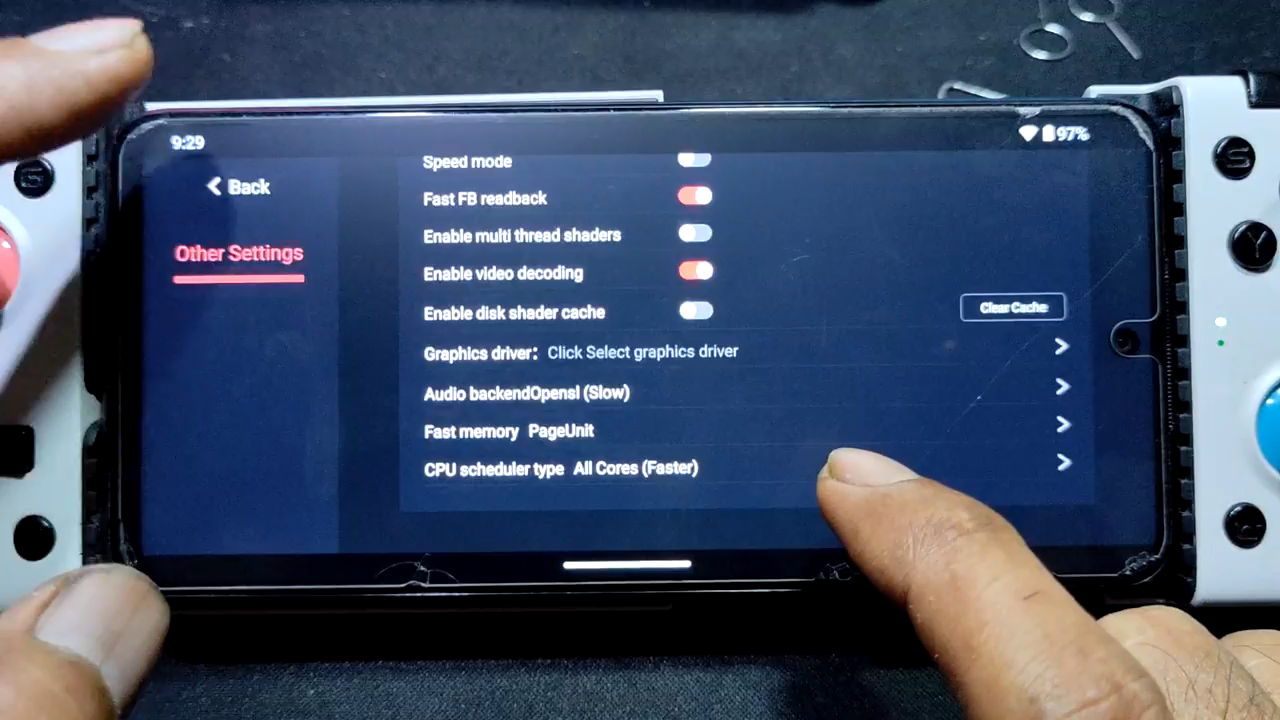 9:29
97%
Back
Other Settings
Speed mode
Fast FB readback
Enable multi thread shaders
Enable video decoding
Enable disk shader cache
Clear Cache
Graphics driver: Click Select graphics driver
Audio backendOpensl (Slow)
Fast memory PageUnit
CPU scheduler type All Cores (Faster)
S
Y